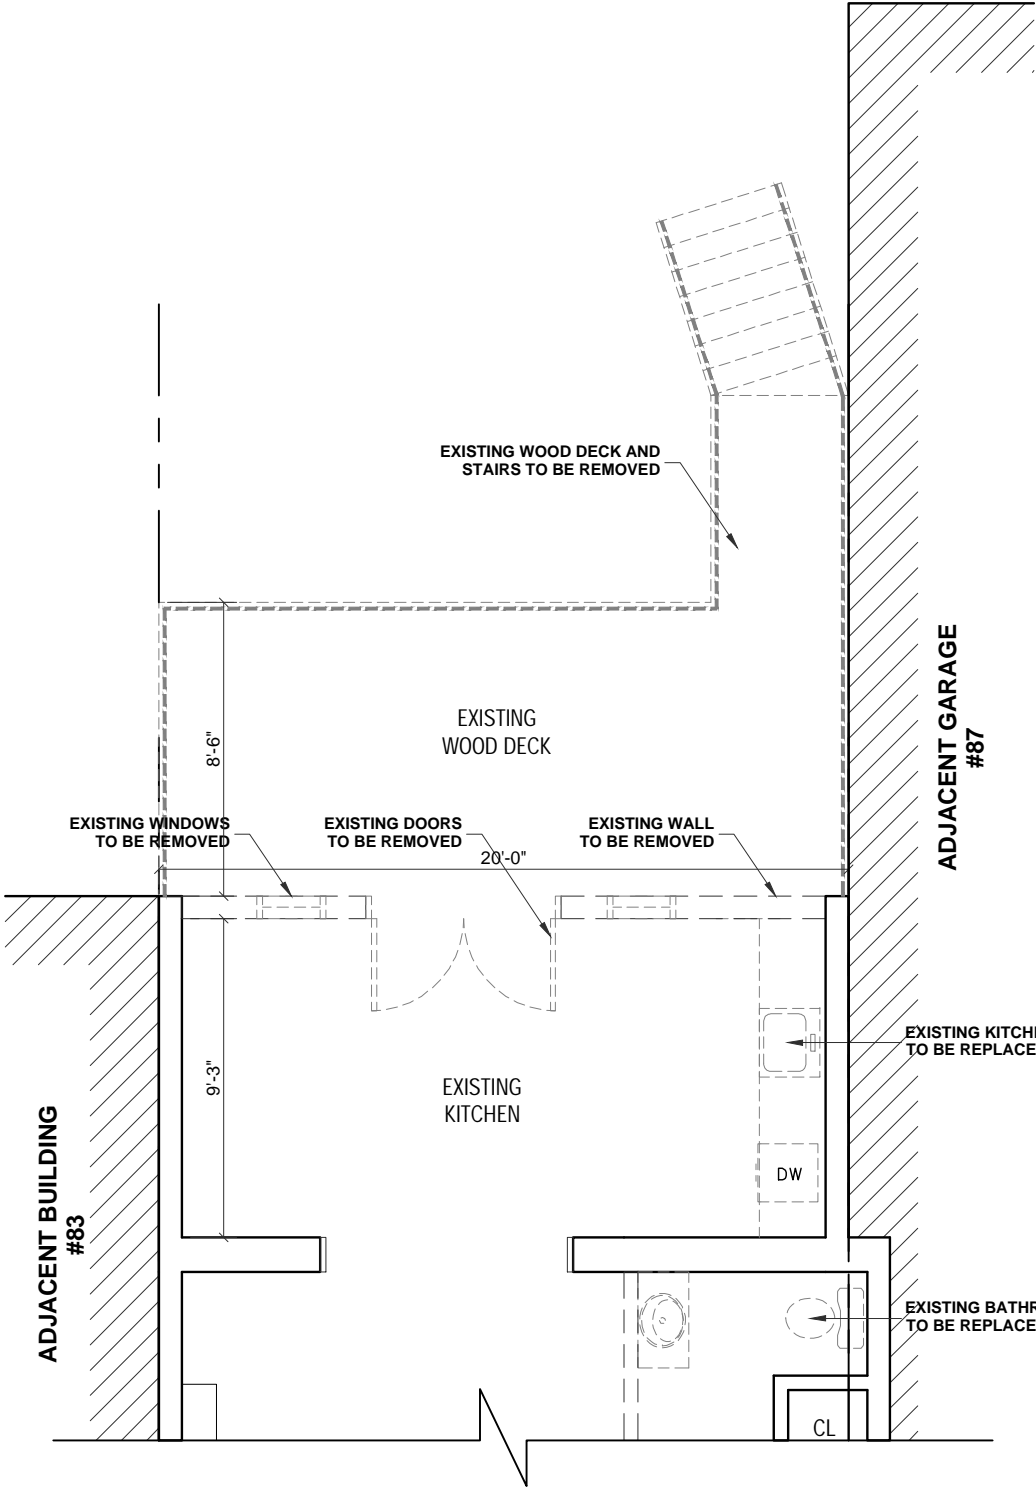 EXISTING WOOD DECK AND
STAIRS TO BE REMOVED
EXISTING
WOOD DECK
8'-6"
ADJACENT GARAGE
#87
EXISTING WINDOWS
TO BE REMOVED
EXISTING DOORS
TO BE REMOVED
EXISTING WALL
TO BE REMOVED
20'-0"
9'-3"
EXISTING
KITCHEN
EXISTING KITCH
TO BE REPLACE
DW
ADJACENT BUILDING
#83
EXISTING BATHR
TO BE REPLACE
CL